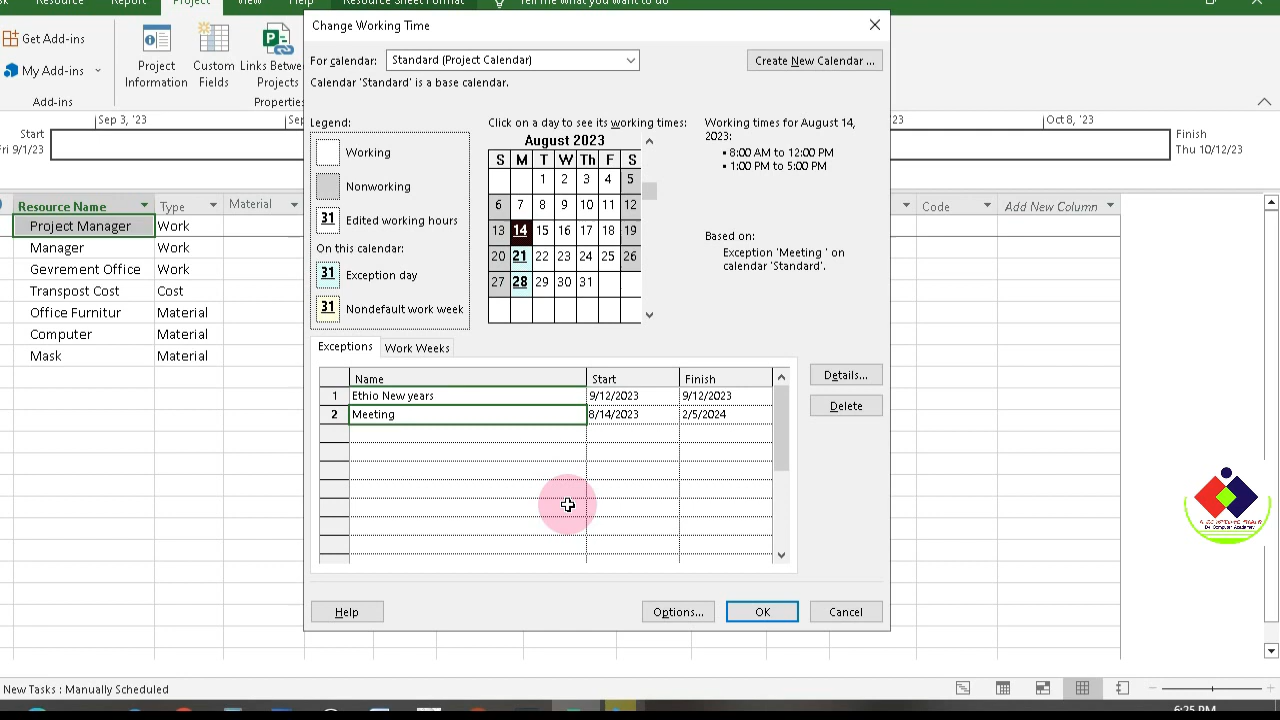 Resource
Report
Project
View
Help
Resource Sheet Format
Tell me what you want to do
Get Add-ins
My Add-ins
Add-ins
Project
Information
Custom
Fields
Links Betwe
Projects
Properties
Sep 3, '23
Oct 8, '23
Start
Fri 9/1/23
Finish
Thu 10/12/23
Resource Name
Type
Material
Code
Add New Column
Project Manager Work
Manager Work
Gevrement Office Work
Transpost Cost Cost
Office Furnitur Material
Computer Material
Mask Material
Change Working Time
For calendar: Standard (Project Calendar)
Create New Calendar ...
Calendar 'Standard' is a base calendar.
Legend:
Working
Nonworking
31 Edited working hours
On this calendar:
31 Exception day
31 Nondefault work week
Click on a day to see its working times:
August 2023
S M T W Th F S
1 2 3 4 5
6 7 8 9 10 11 12
13 14 15 16 17 18 19
20 21 22 23 24 25 26
27 28 29 30 31
Working times for August 14,
2023:
• 8:00 AM to 12:00 PM
• 1:00 PM to 5:00 PM
Based on:
Exception 'Meeting ' on
calendar 'Standard'.
Exceptions Work Weeks
Name Start Finish
1 Ethio New years 9/12/2023 9/12/2023
2 Meeting 8/14/2023 2/5/2024
Details...
Delete
Help
Options...
OK
Cancel
New Tasks : Manually Scheduled
6:25 PM